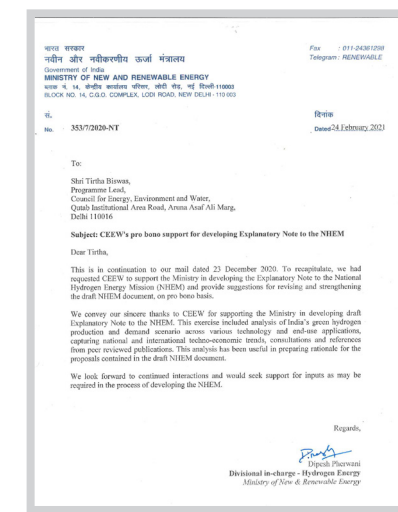 भारत सरकार
नवीन और नवीकरणीय ऊर्जा मंत्रालय
Government of India
MINISTRY OF NEW AND RENEWABLE ENERGY
ब्लाक नं. 14, केन्द्रीय कार्यालय परिसर, लोदी रोड़, नई दिल्ली-110003
BLOCK NO. 14, C.G.O. COMPLEX, LODI ROAD, NEW DELHI - 110 003
Fax : 011-24361298
Telegram : RENEWABLE
सं.
No. 353/7/2020-NT
दिनांक
Dated 24 February 2021
To:
Shri Tirtha Biswas,
Programme Lead,
Council for Energy, Environment and Water,
Qutab Institutional Area Road, Aruna Asaf Ali Marg,
Delhi 110016
Subject: CEEW's pro bono support for developing Explanatory Note to the NHEM
Dear Tirtha,
This is in continuation to our mail dated 23 December 2020. To recapitulate, we had
requested CEEW to support the Ministry in developing the Explanatory Note to the National
Hydrogen Energy Mission (NHEM) and provide suggestions for revising and strengthening
the draft NHEM document, on pro bono basis.
We convey our sincere thanks to CEEW for supporting the Ministry in developing draft
Explanatory Note to the NHEM. This exercise included analysis of India's green hydrogen
production and demand scenario across various technology and end-use applications,
capturing national and international techno-economic trends, consultations and references
from peer reviewed publications. This analysis has been useful in preparing rationale for the
proposals contained in the draft NHEM document.
We look forward to continued interactions and would seek support for inputs as may be
required in the process of developing the NHEM.
Regards,
Dipesh Pherwani
Divisional in-charge - Hydrogen Energy
Ministry of New & Renewable Energy